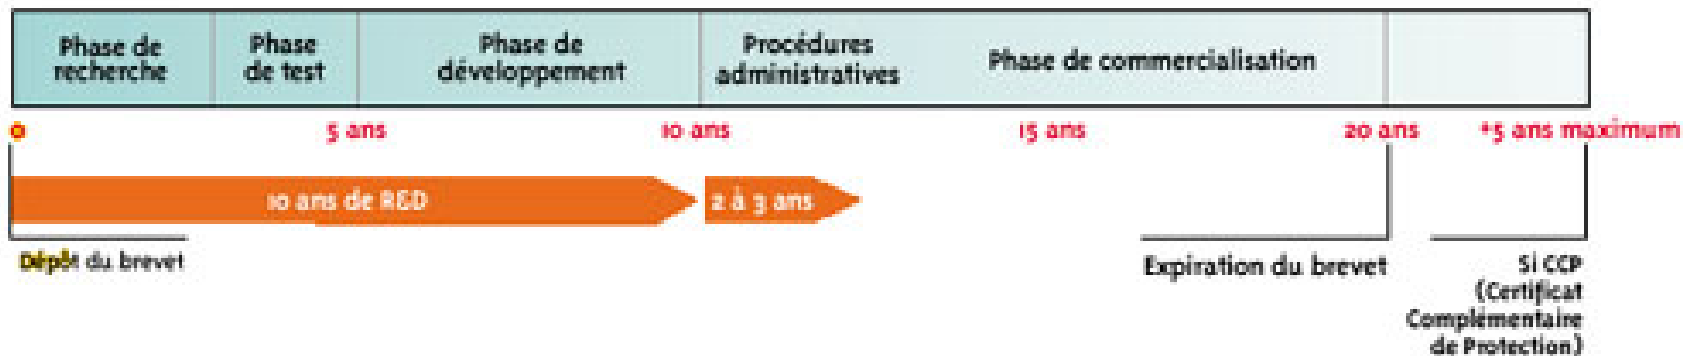 Phase de
recherche
Phase
de test
Phase de
développement
Procédures
administratives
Phase de commercialisation
0
5 ans
10 ans
15 ans
20 ans
+5 ans maximum
10 ans de R&D
2 à 3 ans
Dépôt du brevet
Expiration du brevet
Si CCP
(Certificat
Complémentaire
de Protection)